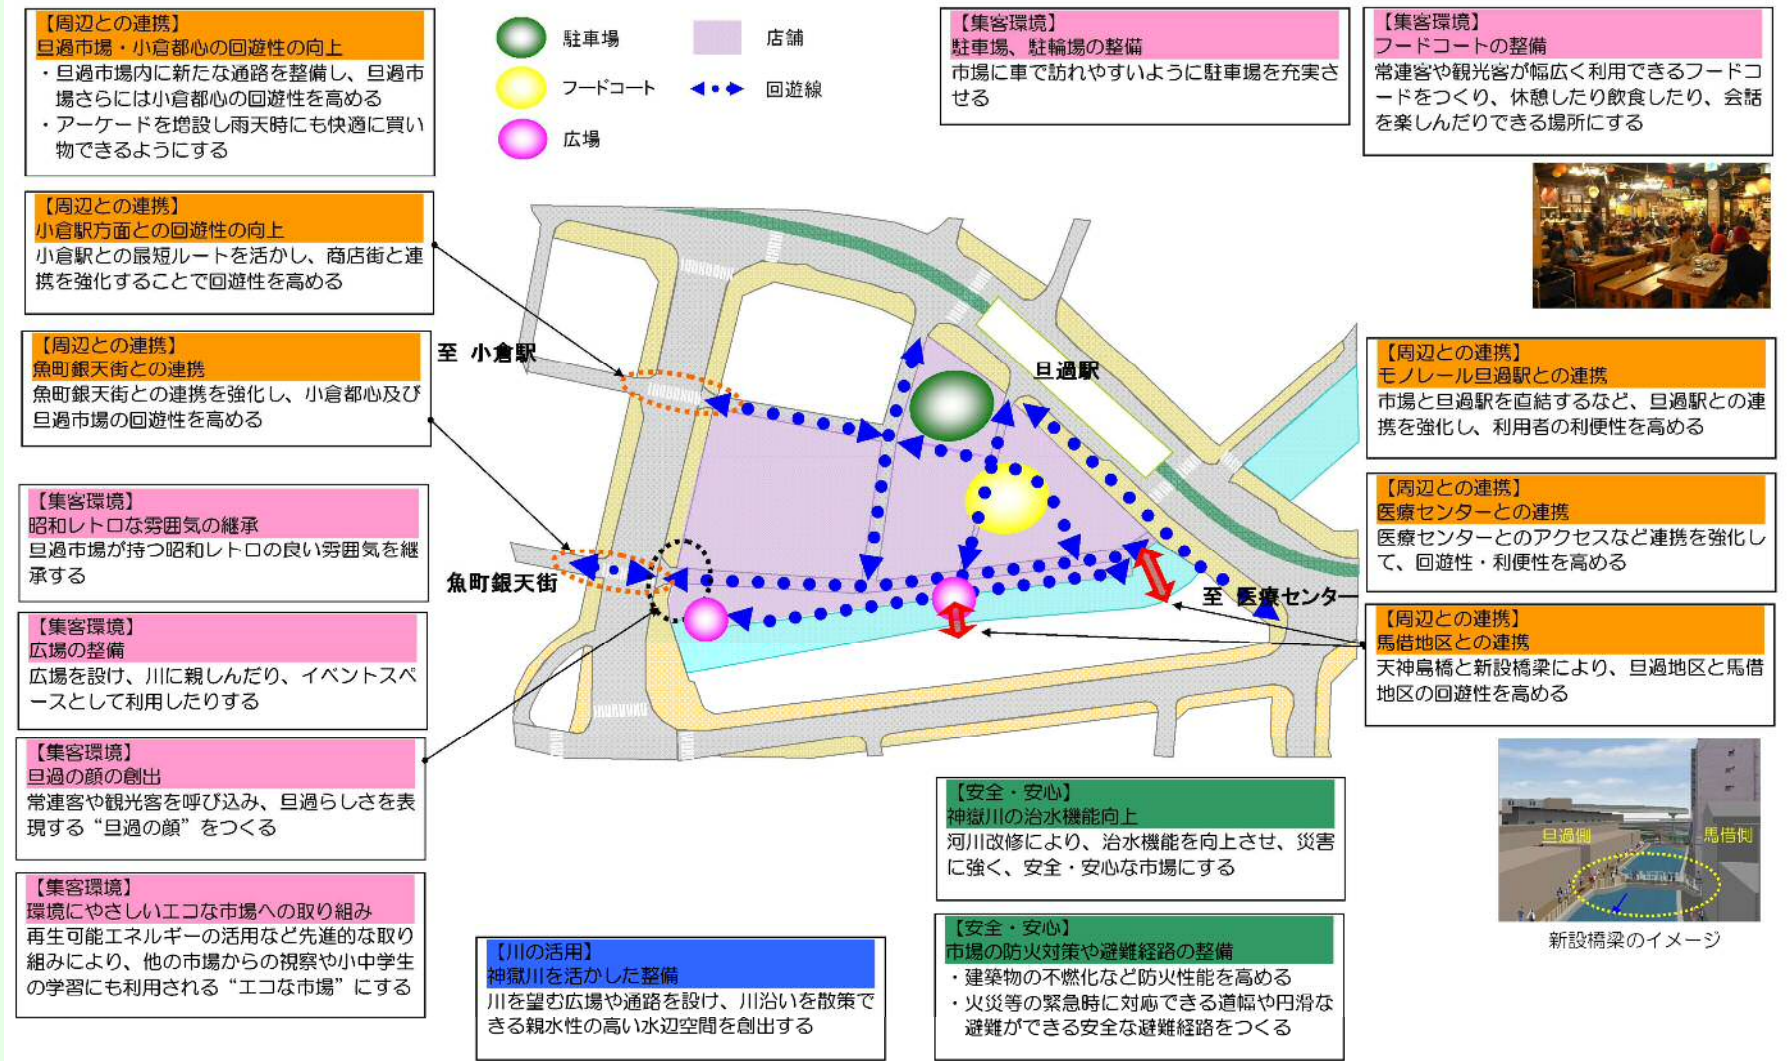 【周辺との連携】
旦過市場・小倉都心の回遊性の向上
・旦過市場内に新たな通路を整備し、旦過市
場さらには小倉都心の回遊性を高める
・アーケードを増設し雨天時にも快適に買い
物できるようにする
【周辺との連携】
小倉駅方面との回遊性の向上
小倉駅との最短ルートを活かし、商店街と連
携を強化することで回遊性を高める
【周辺との連携】
魚町銀天街との連携
魚町銀天街との連携を強化し、小倉都心及び
旦過市場の回遊性を高める
【集客環境】
昭和レトロな雰囲気の継承
旦過市場が持つ昭和レトロの良い雰囲気を継
承する
【集客環境】
広場の整備
広場を設け、川に親しんだり、イベントスペ
ースとして利用したりする
【集客環境】
旦過の顔の創出
常連客や観光客を呼び込み、旦過らしさを表
現する“旦過の顔”をつくる
【集客環境】
環境にやさしいエコな市場への取り組み
再生可能エネルギーの活用など先進的な取り
組みにより、他の市場からの視察や小中学生
の学習にも利用される“エコな市場”にする
駐車場
店舗
フードコート
回遊線
広場
至 小倉駅
旦過駅
魚町銀天街
至 医療センター
【川の活用】
神嶽川を活かした整備
川を望む広場や通路を設け、川沿いを散策で
きる親水性の高い水辺空間を創出する
【集客環境】
駐車場、駐輪場の整備
市場に車で訪れやすいように駐車場を充実さ
せる
【集客環境】
フードコートの整備
常連客や観光客が幅広く利用できるフードコ
ードをつくり、休憩したり飲食したり、会話
を楽しんだりできる場所にする
【周辺との連携】
モノレール旦過駅との連携
市場と旦過駅を直結するなど、旦過駅との連
携を強化し、利用者の利便性を高める
【周辺との連携】
医療センターとの連携
医療センターとのアクセスなど連携を強化し
て、回遊性・利便性を高める
【周辺との連携】
馬借地区との連携
天神島橋と新設橋梁により、旦過地区と馬借
地区の回遊性を高める
【安全・安心】
神嶽川の治水機能向上
河川改修により、治水機能を向上させ、災害
に強く、安全・安心な市場にする
【安全・安心】
市場の防火対策や避難経路の整備
・建築物の不燃化など防火性能を高める
・火災等の緊急時に対応できる道幅や円滑な
避難ができる安全な避難経路をつくる
旦過側
馬借側
新設橋梁のイメージ